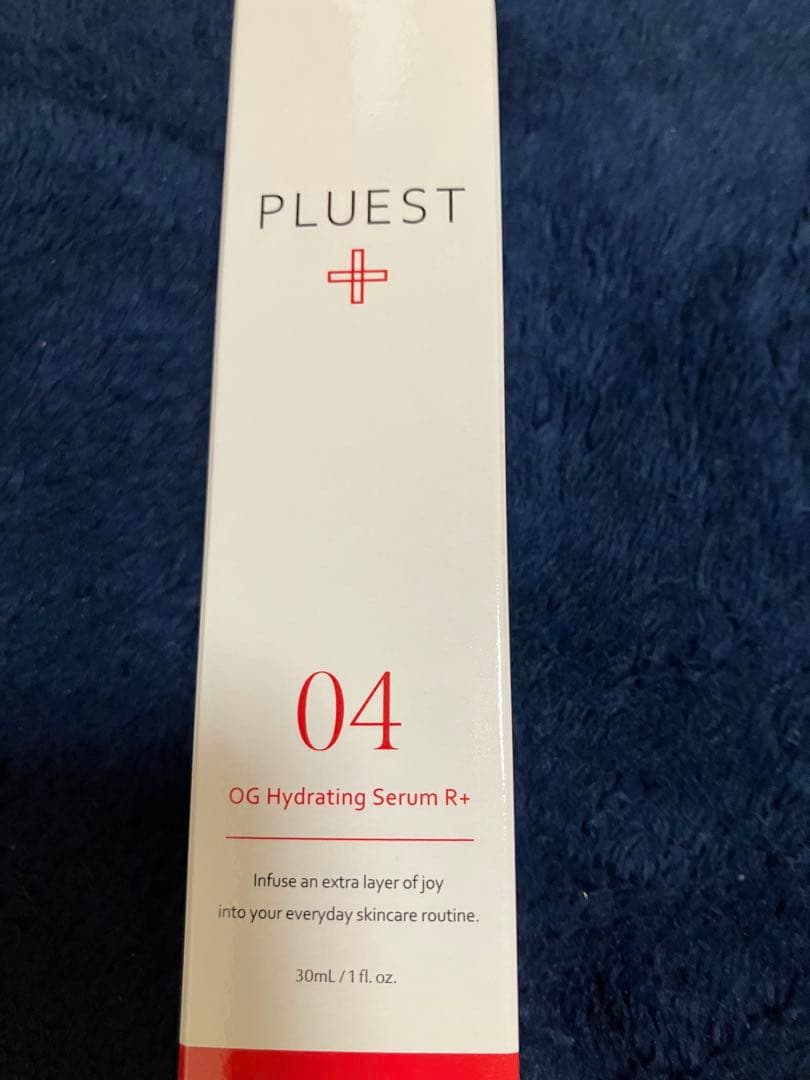 PLUEST
04
OG Hydrating Serum R+
Infuse an extra layer of joy
into your everyday skincare routine.
30mL / 1 fl. oz.